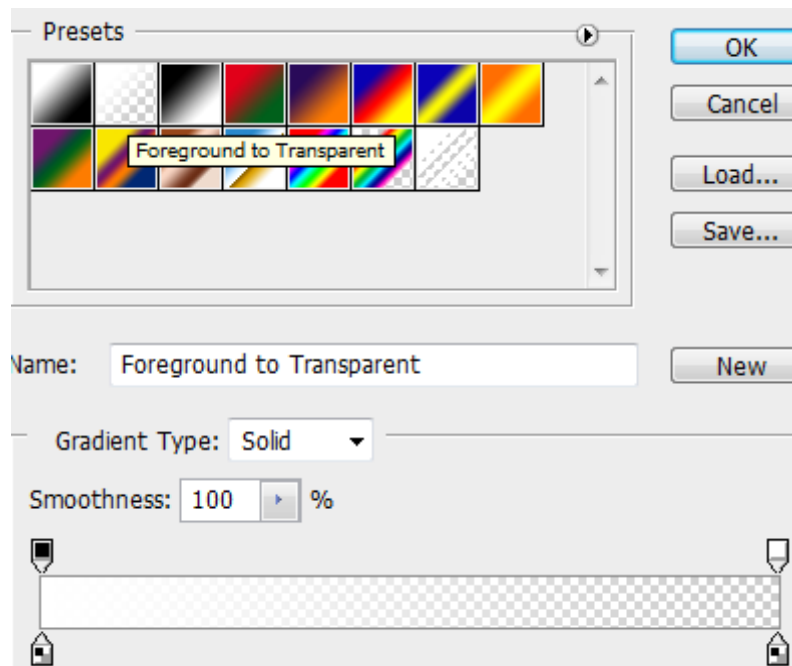 Presets
OK
Cancel
Foreground to Transparent
Load...
Save...
Name: Foreground to Transparent
New
Gradient Type: Solid
Smoothness: 100 %